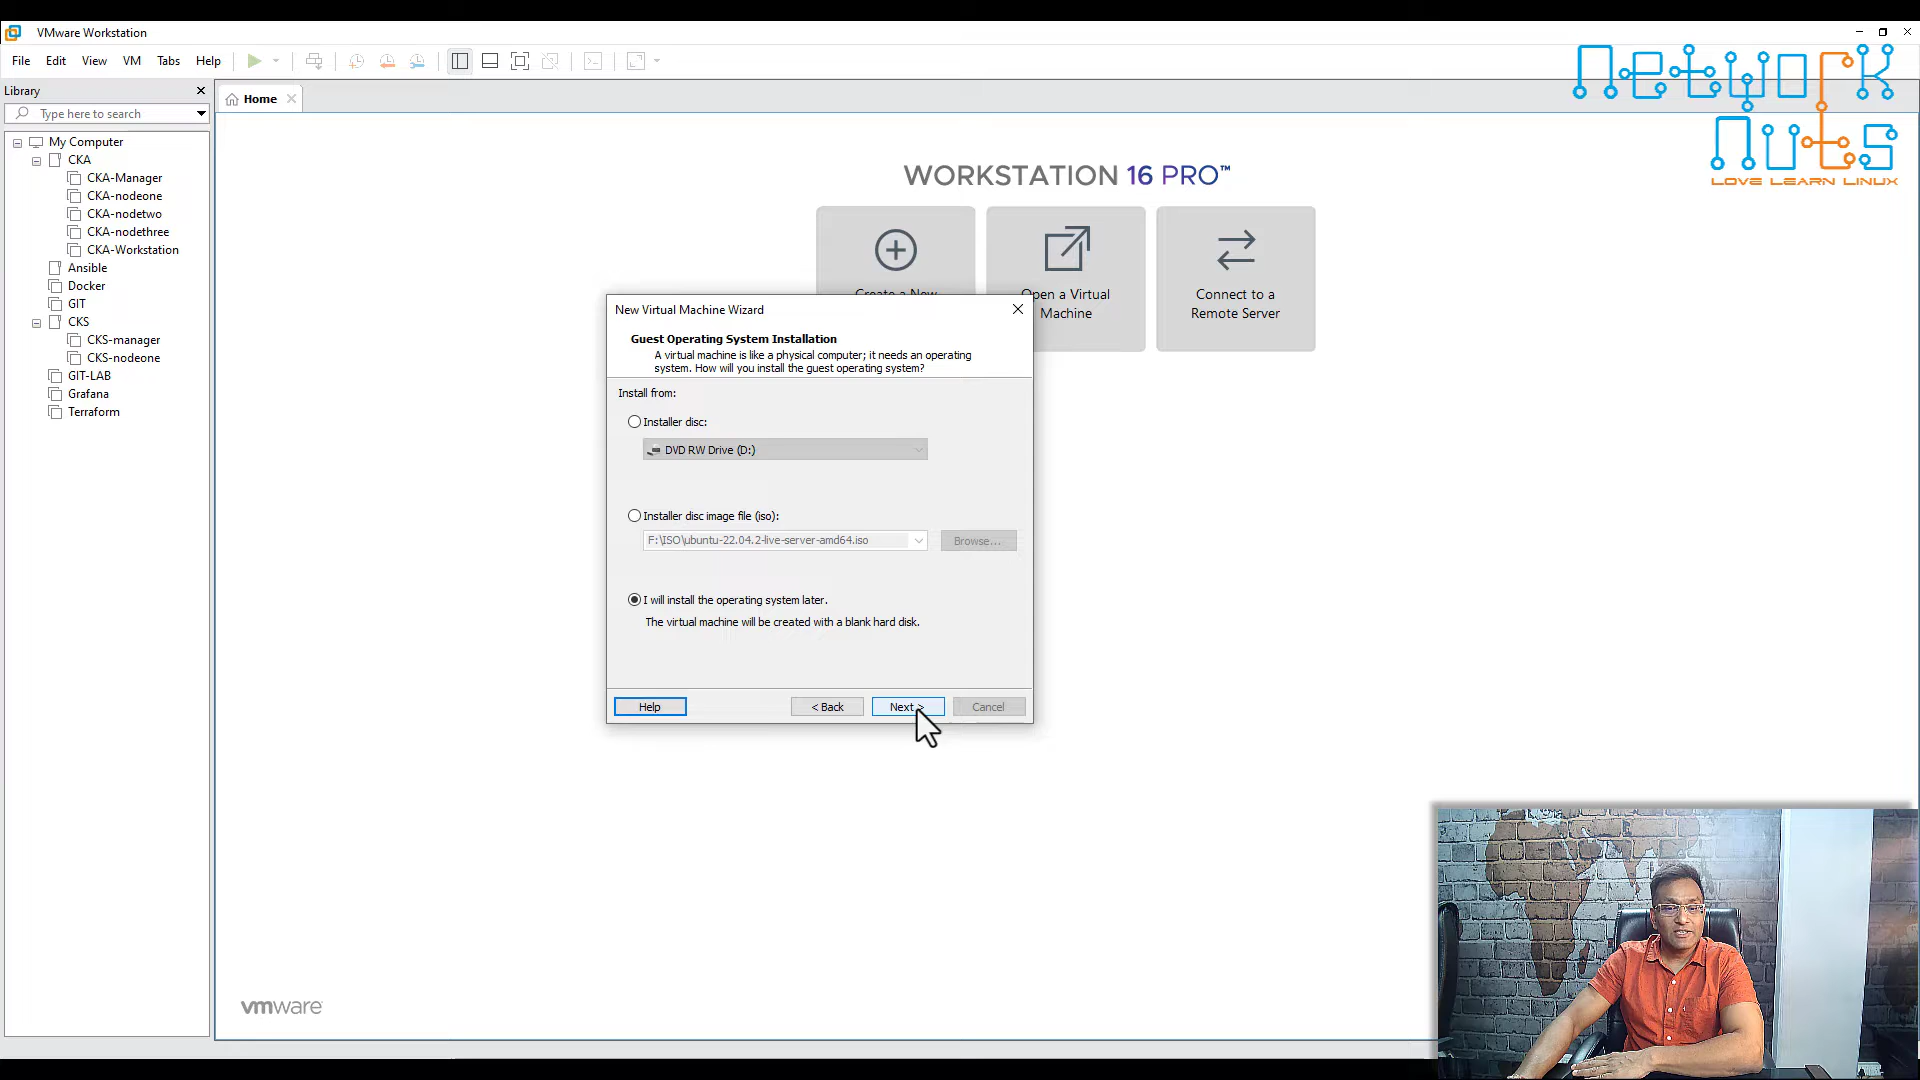 VMware Workstation
File Edit View VM Tabs Help
Library
Type here to search
Home
My Computer
CKA
CKA-Manager
CKA-nodeone
CKA-nodetwo
CKA-nodethree
CKA-Workstation
Ansible
Docker
GIT
CKS
CKS-manager
CKS-nodeone
GIT-LAB
Grafana
Terraform
network
nuts
LOVE LEARN LINUX
WORKSTATION 16 PRO™
Create a New
Open a Virtual
Machine
Connect to a
Remote Server
New Virtual Machine Wizard
Guest Operating System Installation
A virtual machine is like a physical computer; it needs an operating
system. How will you install the guest operating system?
Install from:
Installer disc:
DVD RW Drive (D:)
Installer disc image file (iso):
F:\ISO\ubuntu-22.04.2-live-server-amd64.iso
Browse...
I will install the operating system later.
The virtual machine will be created with a blank hard disk.
Help
< Back
Next >
Cancel
vmware